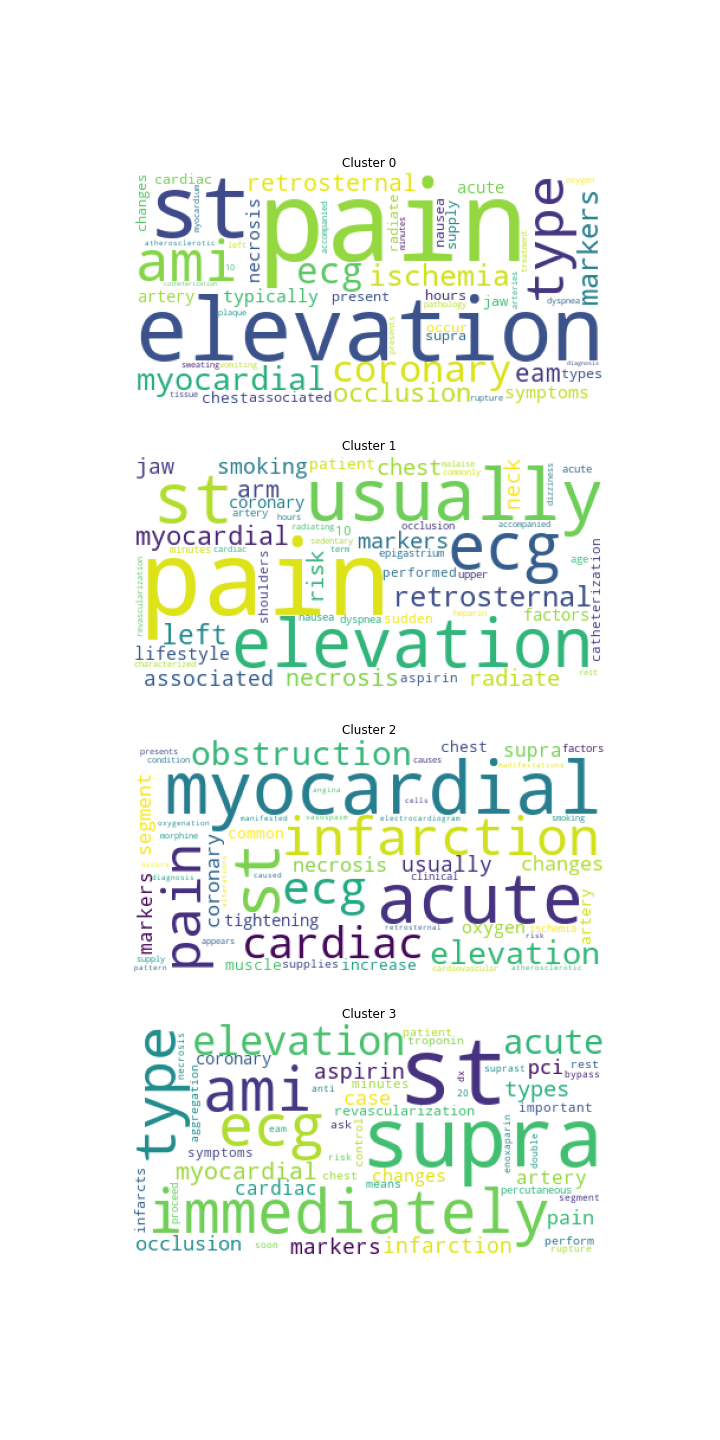 Cluster 0
changes cardiac myocardium retrosternal acute oxygen
st pain type markers
necrosis accompanied radiate minutes nausea supply
atherosclerotic left
ami 10 ecg ischemia treatment
catheterization
artery typically present hours jaw arteries dyspnea
plaque pathology
elevation presents occur supra
sweating vomiting diagnosis
myocardial coronary eam types
tissue chest associated occlusion rupture symptoms
Cluster 1
jaw smoking patient chest malaise neck dizziness acute
commonly
st arm usually
coronary
artery hours
radiating 10 occlusion accompanied
myocardial sedentary markers ecg
minutes cardiac term epigastrium age
revascularization pain shoulders risk performed upper catheterization
retrosternal
nausea dyspnea sudden heparin factors
left elevation
lifestyle
characterized rest
associated necrosis aspirin radiate
Cluster 2
presents obstruction chest supra factors
condition causes manifestations
segment myocardial angina cells
oxygenation manifested vasospasm electrocardiogram smoking
morphine common infarction
pain coronary st necrosis usually changes
occurs alterations caused clinical
diagnosis ecg acute
markers tightening retrosternal oxygen ischemia artery
risk
appears cardiac elevation
supply muscle supplies increase cardiovascular atherosclerotic
pattern
Cluster 3
type necrosis elevation patient st acute
troponin
coronary aspirin dx suprast pci rest
bypass
aggregation ami anti minutes 20 types
case
revascularization important
ecg eam ask control supra enoxaparin double
symptoms
risk
myocardial chest changes artery
cardiac means percutaneous
infarcts proceed immediately segment
pain
occlusion soon markers infarction perform
rupture